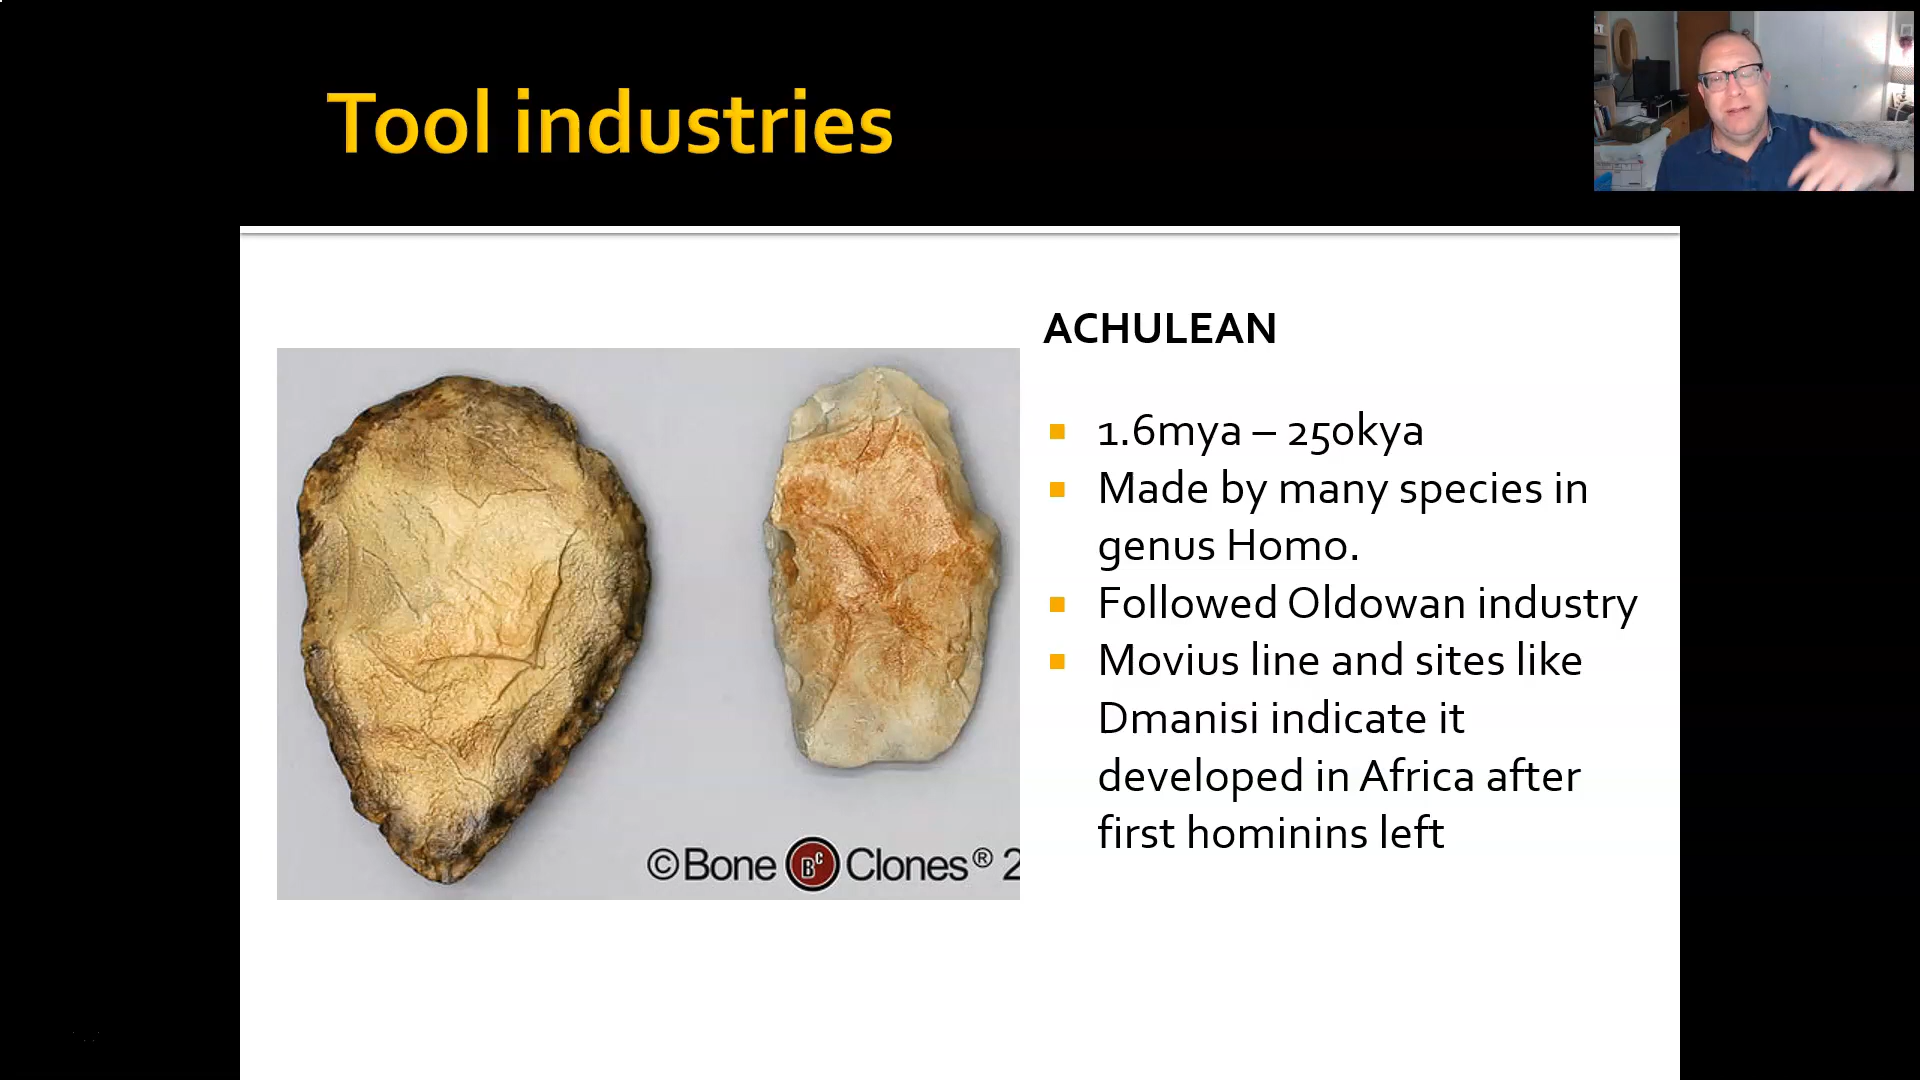 Tool industries
ACHULEAN
1.6mya – 250kya
Made by many species in
genus Homo.
Followed Oldowan industry
Movius line and sites like
Dmanisi indicate it
developed in Africa after
first hominins left
©Bone BC Clones® 2